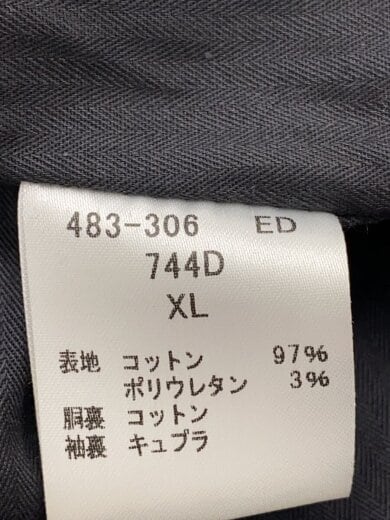 483-306 ED
744D
XL
表地 コットン 97%
ポリウレタン 3%
胴裏 コットン
袖裏 キュプラ